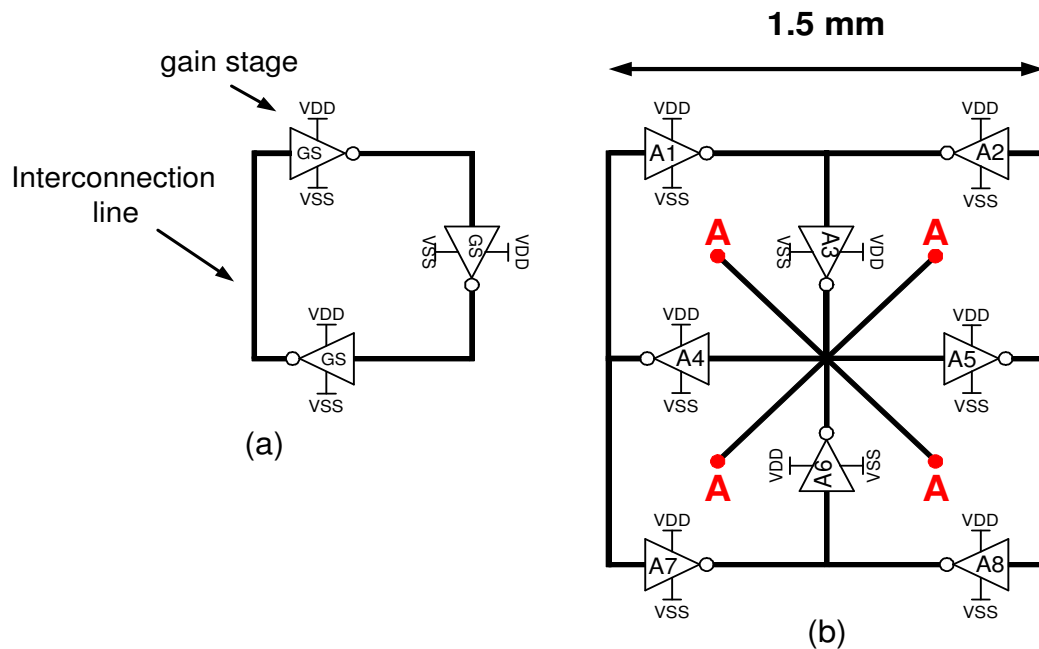 1.5 mm
gain stage
Interconnection
line
VDD
GS
VSS
VSS
GS
VDD
VDD
GS
VSS
(a)
VDD
A1
VSS
VDD
A2
VSS
A
A
VSS
A3
VDD
VDD
A4
VSS
VDD
A5
VSS
A
A
VDD
A6
VSS
VDD
A7
VSS
VDD
A8
VSS
(b)